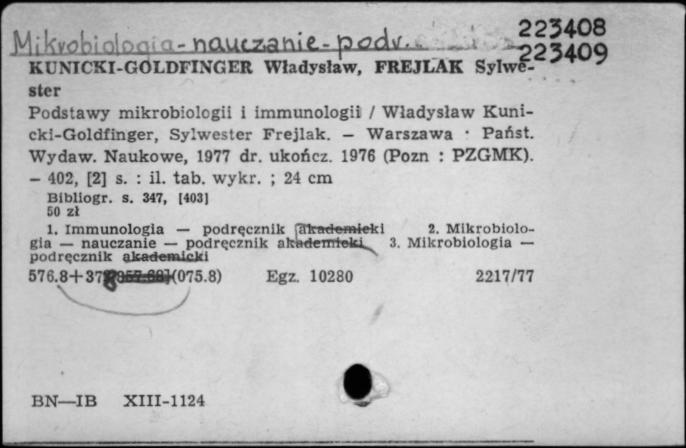 223408
Mikrobiologia - nauczanie - podr.
223409
KUNICKI-GOLDFINGER Władysław, FREJLAK Sylwe-
ster
Podstawy mikrobiologii i immunologii / Władysław Kuni-
cki-Goldfinger, Sylwester Frejlak. — Warszawa : Państ.
Wydaw. Naukowe, 1977 dr. ukończ. 1976 (Pozn : PZGMK).
— 402, [2] s. : il. tab. wykr. ; 24 cm
Bibliogr. s. 347, [403]
50 zł
1. Immunologia — podręcznik akademicki 2. Mikrobiolo-
gia — nauczanie — podręcznik akademicki 3. Mikrobiologia —
podręcznik akademicki
576.8+37 (075.8) Egz. 10280 2217/77
BN—IB XIII-1124